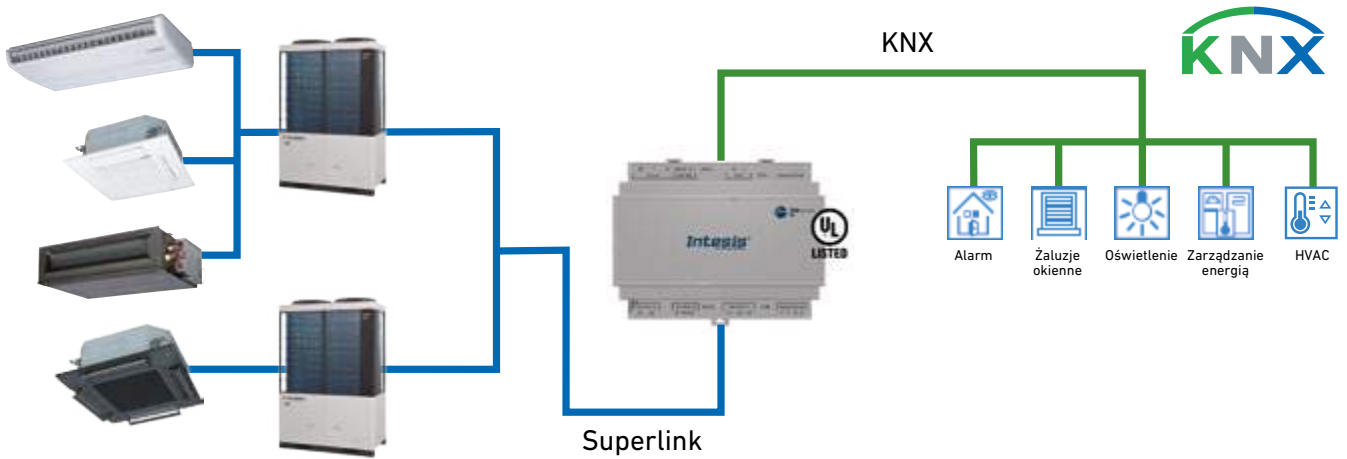 KNX
KNX
Intesis
UL
LISTED
Alarm
Żaluzje
okienne
Oświetlenie
Zarządzanie
energią
HVAC
Superlink